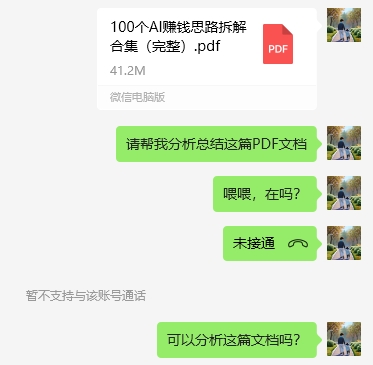 100个AI赚钱思路拆解
合集（完整）.pdf
41.2M
PDF
微信电脑版
请帮我分析总结这篇PDF文档
喂喂，在吗？
未接通
暂不支持与该账号通话
可以分析这篇文档吗？